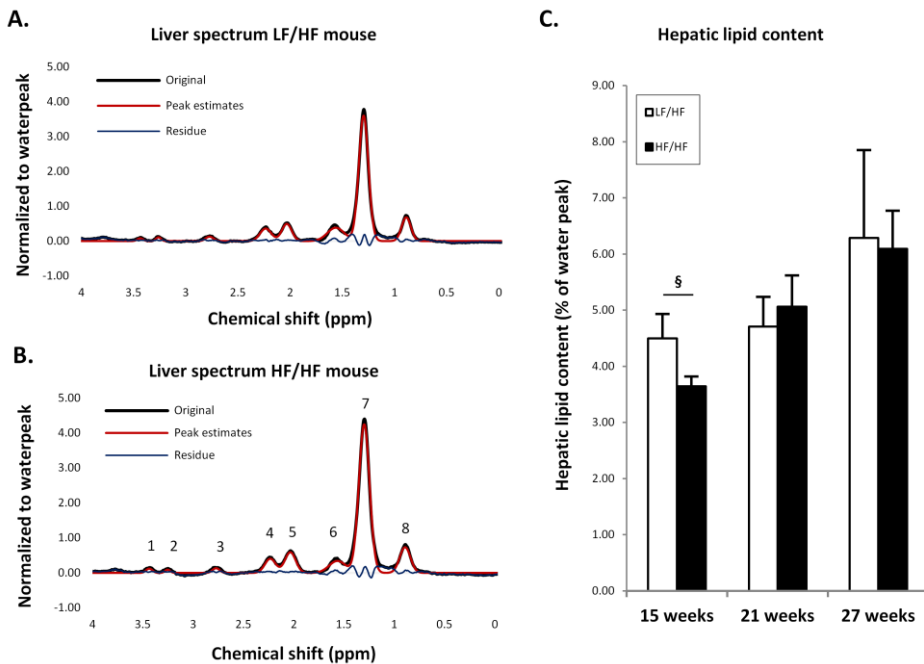 A.
Liver spectrum LF/HF mouse
5.00
4.00
3.00
2.00
1.00
0.00
-1.00
Original
Peak estimates
Residue
Normalized to waterpeak
4 3.5 3 2.5 2 1.5 1 0.5 0
Chemical shift (ppm)
B.
Liver spectrum HF/HF mouse
5.00
4.00
3.00
2.00
1.00
0.00
-1.00
Original
Peak estimates
Residue
1 2 3 4 5 6 7 8
Normalized to waterpeak
4 3.5 3 2.5 2 1.5 1 0.5 0
Chemical shift (ppm)
C.
Hepatic lipid content
9.00
8.00
7.00
6.00
5.00
4.00
3.00
2.00
1.00
0.00
LF/HF
HF/HF
§
Hepatic lipid content (% of water peak)
15 weeks 21 weeks 27 weeks